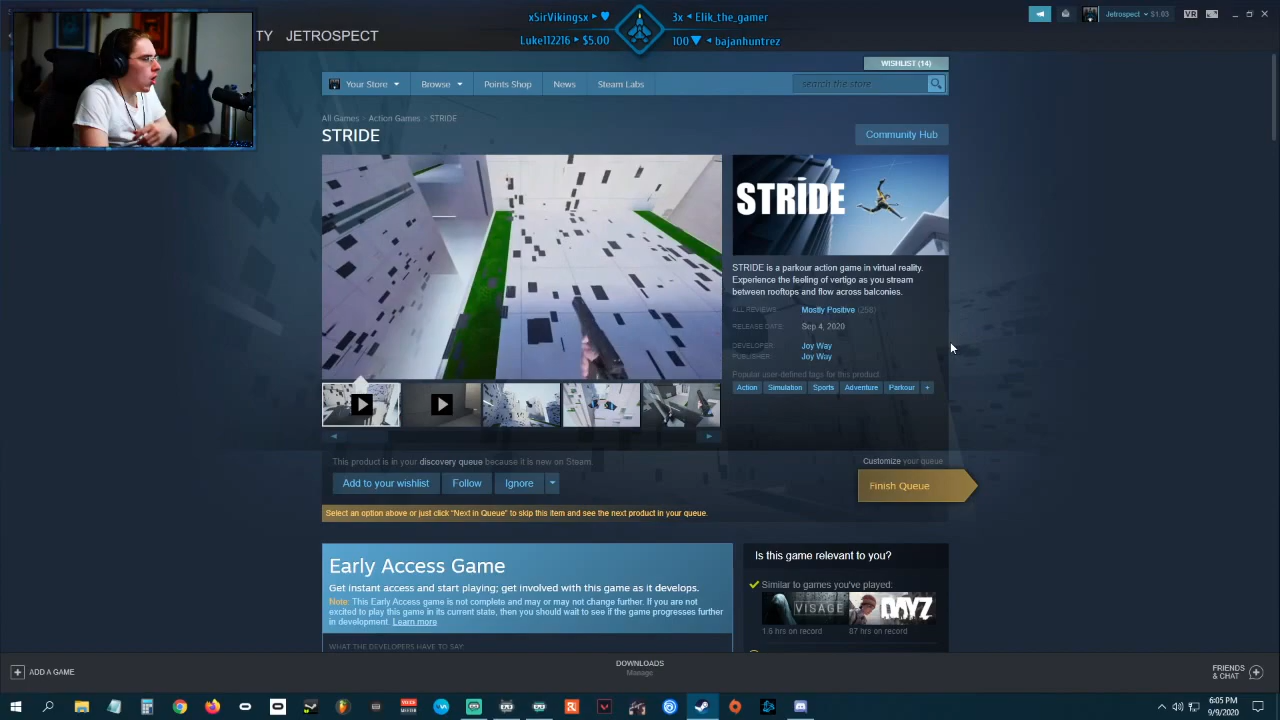 xSirVikingsx ▸ ♥
3x ◂ Elik_the_gamer
Luke112216 ▸ $5.00
100 ▼ ◂ bajanhuntrez
Jetrospect $1.63
VR
TY JETROSPECT
WISHLIST (14)
Your Store Browse Points Shop News Steam Labs
search the store
All Games > Action Games > STRIDE
STRIDE
Community Hub
STRIDE
STRIDE is a parkour action game in virtual reality.
Experience the feeling of vertigo as you stream
between rooftops and flow across balconies.
ALL REVIEWS: Mostly Positive (258)
RELEASE DATE: Sep 4, 2020
DEVELOPER: Joy Way
PUBLISHER: Joy Way
Popular user-defined tags for this product:
Action Simulation Sports Adventure Parkour +
This product is in your discovery queue because it is new on Steam.
Customize your queue
Add to your wishlist Follow Ignore
Finish Queue
Select an option above or just click "Next in Queue" to skip this item and see the next product in your queue.
Early Access Game
Get instant access and start playing; get involved with this game as it develops.
Note: This Early Access game is not complete and may or may not change further. If you are
excited to play this game in its current state, then you should wait to see if the game progresses further
in development. Learn more
WHAT THE DEVELOPERS HAVE TO SAY:
Is this game relevant to you?
Similar to games you've played:
VISAGE
DAYZ
1.6 hrs on record
87 hrs on record
ADD A GAME
DOWNLOADS
Manage
FRIENDS
& CHAT
6:05 PM
9/9/2020